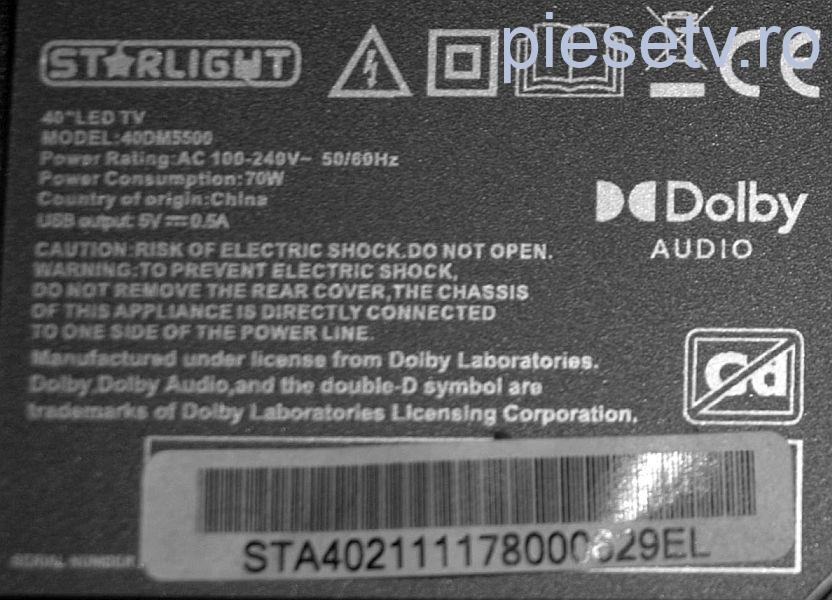 STARLIGHT
piesetv.ro
CE
40"LED TV
MODEL:40DM5500
Power Rating:AC 100-240V~ 50/60Hz
Power Consumption:70W
Country of origin:China
USB output: 5V⎓0.5A
Dolby
AUDIO
CAUTION:RISK OF ELECTRIC SHOCK.DO NOT OPEN.
WARNING:TO PREVENT ELECTRIC SHOCK,
DO NOT REMOVE THE REAR COVER,THE CHASSIS
OF THIS APPLIANCE IS DIRECTLY CONNECTED
TO ONE SIDE OF THE POWER LINE.
Manufactured under license from Dolby Laboratories.
Dolby,Dolby Audio,and the double-D symbol are
trademarks of Dolby Laboratories Licensing Corporation.
Cd
SERIAL NUMBER